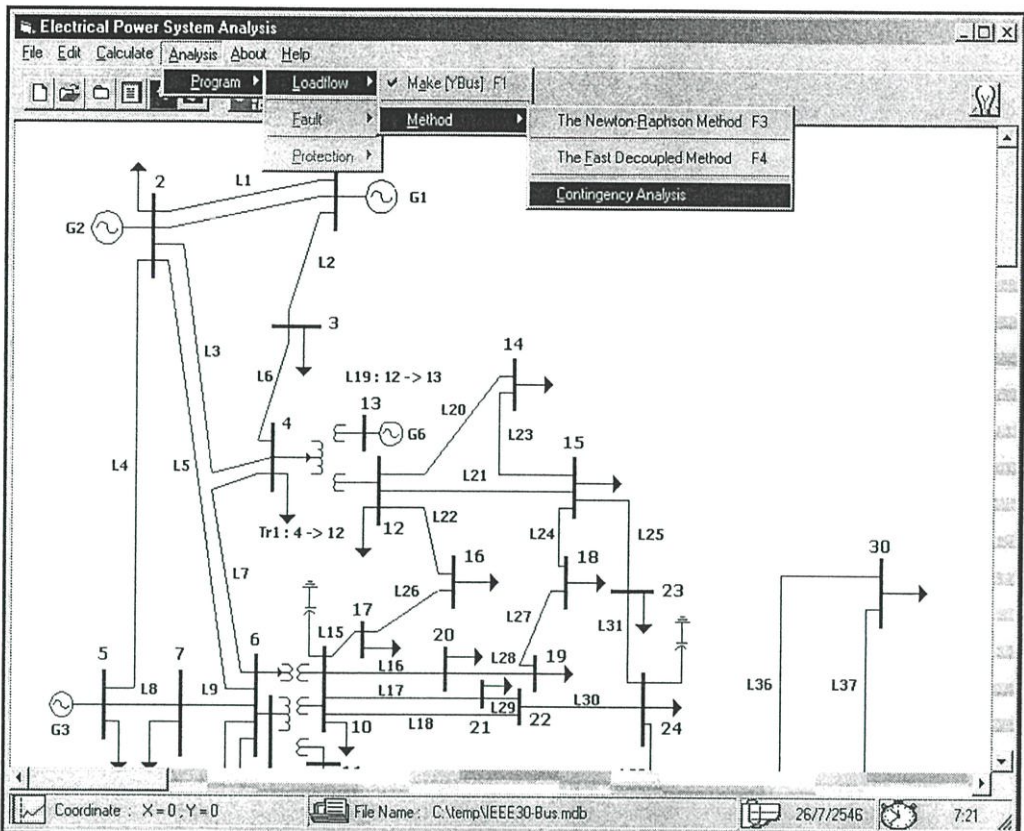 Electrical Power System Analysis
File Edit Calculate Analysis About Help
Program Loadflow Make [YBus] F1
Fault Method The Newton-Raphson Method F3
Protection The Fast Decoupled Method F4
Contingency Analysis
2 L1 G1
G2
L2
3
L3 L6 L19 : 12 -> 13 14
13 L20
4 G6 L23 15
L4 L5 L21
12 L22 L24 L25
Tr1 : 4 -> 12
16 18 30
L7 L26 23
17 L27 L31
6 L15 20
5 7 L16 L28 19
L8 L9 L17 L30 L36 L37
G3 L29
10 L18 21 22 24
Coordinate : X = 0 , Y = 0 File Name : C:\temp\IEEE30-Bus.mdb 26/7/2546 7:21